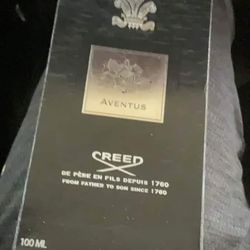 AVENTUS
CREED
DE PÈRE EN FILS DEPUIS 1760
FROM FATHER TO SON SINCE 1760
100 ML